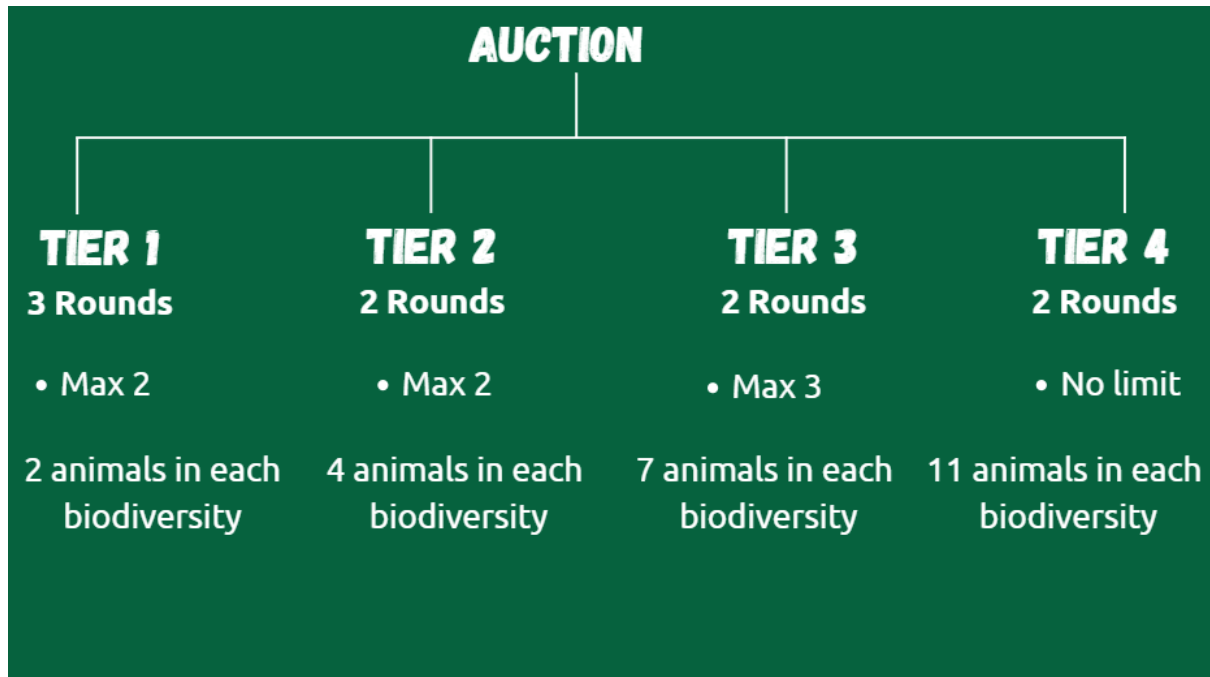 AUCTION
TIER 1
3 Rounds
• Max 2
2 animals in each
biodiversity
TIER 2
2 Rounds
• Max 2
4 animals in each
biodiversity
TIER 3
2 Rounds
• Max 3
7 animals in each
biodiversity
TIER 4
2 Rounds
• No limit
11 animals in each
biodiversity